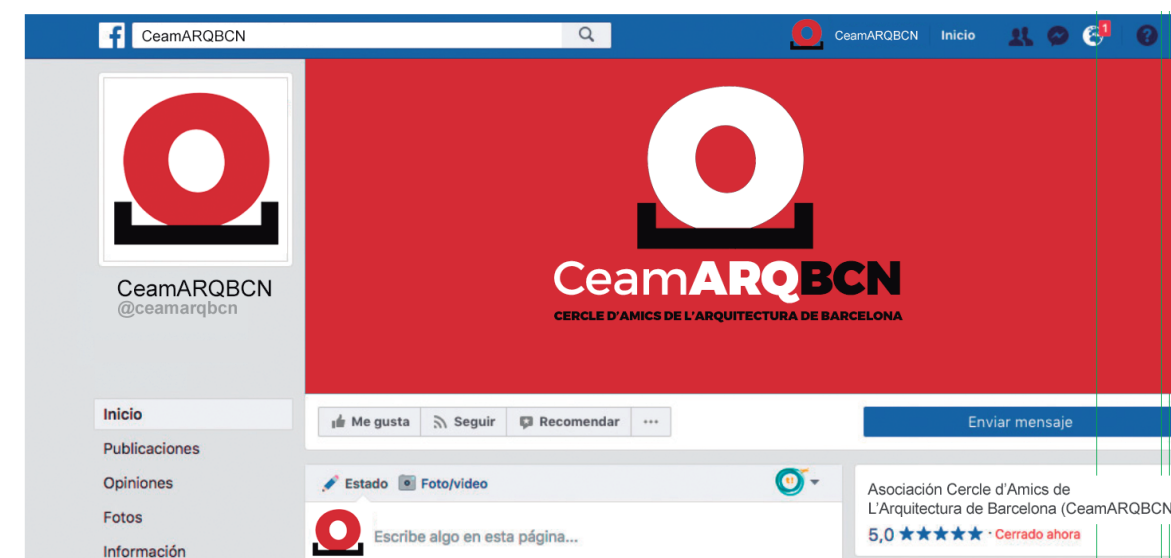 CeamARQBCN
CeamARQBCN
Inicio
1
?
CeamARQBCN
@ceamarqbcn
CeamARQBCN
CERCLE D'AMICS DE L'ARQUITECTURA DE BARCELONA
Inicio
Publicaciones
Opiniones
Fotos
Información
Me gusta
Seguir
Recomendar
...
Enviar mensaje
Estado
Foto/video
Escribe algo en esta página...
Asociación Cercle d'Amics de
L'Arquitectura de Barcelona (CeamARQBCN
5,0 ★★★★★ · Cerrado ahora